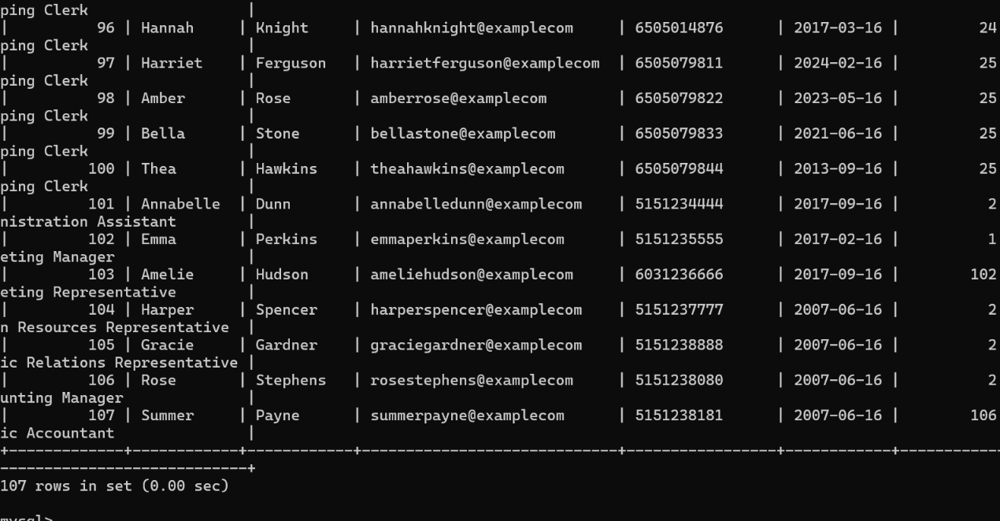 ping Clerk                  |
|          96 | Hannah     | Knight     | hannahknight@examplecom     | 6505014876      | 2017-03-16 |         24
ping Clerk                  |
|          97 | Harriet    | Ferguson   | harrietferguson@examplecom  | 6505079811      | 2024-02-16 |         25
ping Clerk                  |
|          98 | Amber      | Rose       | amberrose@examplecom        | 6505079822      | 2023-05-16 |         25
ping Clerk                  |
|          99 | Bella      | Stone      | bellastone@examplecom       | 6505079833      | 2021-06-16 |         25
ping Clerk                  |
|         100 | Thea       | Hawkins    | theahawkins@examplecom      | 6505079844      | 2013-09-16 |         25
ping Clerk                  |
|         101 | Annabelle  | Dunn       | annabelledunn@examplecom    | 5151234444      | 2017-09-16 |          2
nistration Assistant        |
|         102 | Emma       | Perkins    | emmaperkins@examplecom      | 5151235555      | 2017-02-16 |          1
eting Manager               |
|         103 | Amelie     | Hudson     | ameliehudson@examplecom     | 6031236666      | 2017-09-16 |        102
eting Representative        |
|         104 | Harper     | Spencer    | harperspencer@examplecom    | 5151237777      | 2007-06-16 |          2
n Resources Representative  |
|         105 | Gracie     | Gardner    | graciegardner@examplecom    | 5151238888      | 2007-06-16 |          2
ic Relations Representative |
|         106 | Rose       | Stephens   | rosestephens@examplecom     | 5151238080      | 2007-06-16 |          2
unting Manager              |
|         107 | Summer     | Payne      | summerpayne@examplecom      | 5151238181      | 2007-06-16 |        106
ic Accountant               |
+-------------+------------+------------+-----------------------------+-----------------+------------+-----------
----------------------------+
107 rows in set (0.00 sec)
mysql>